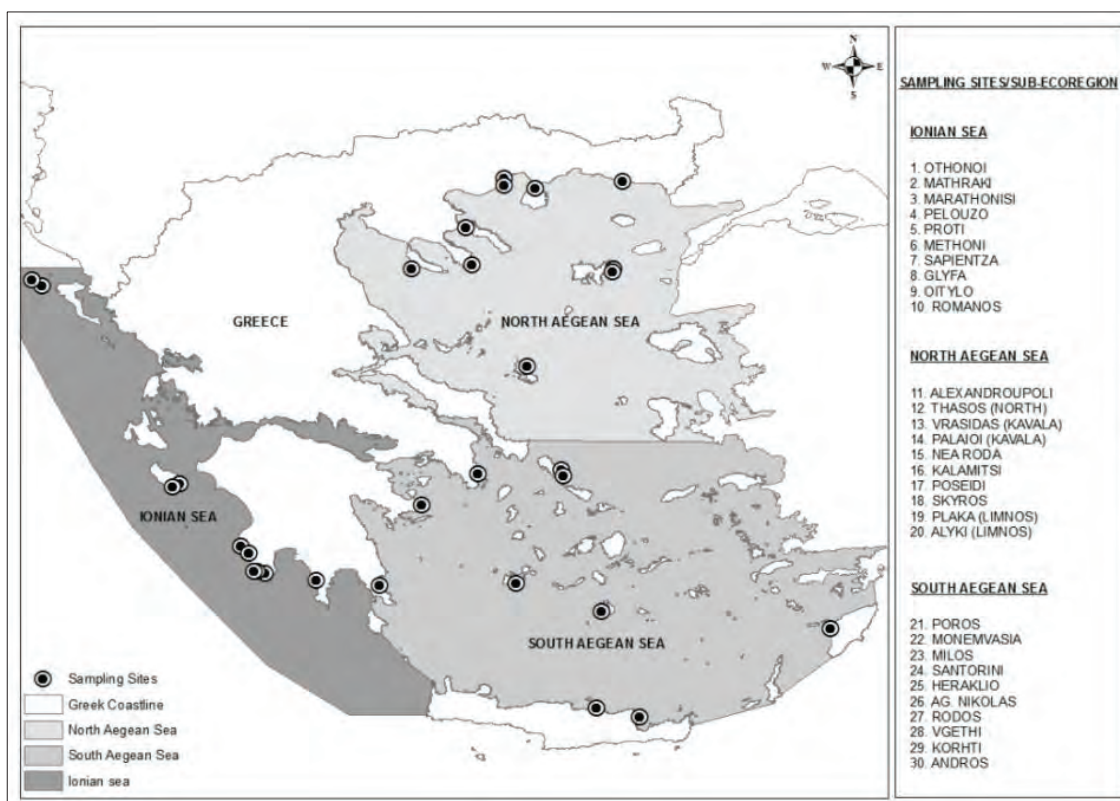 N
W E
S
GREECE
NORTH AEGEAN SEA
IONIAN SEA
SOUTH AEGEAN SEA
Sampling Sites
Greek Coastline
North Aegean Sea
South Aegean Sea
Ionian sea
SAMPLING SITES/SUB-ECOREGION
IONIAN SEA
1. OTHONOI
2. MATHRAKI
3. MARATHONISI
4. PELOUZO
5. PROTI
6. METHONI
7. SAPIENTZA
8. GLYFA
9. OITYLO
10. ROMANOS
NORTH AEGEAN SEA
11. ALEXANDROUPOLI
12. THASOS (NORTH)
13. VRASIDAS (KAVALA)
14. PALAIOI (KAVALA)
15. NEA RODA
16. KALAMITSI
17. POSEIDI
18. SKYROS
19. PLAKA (LIMNOS)
20. ALYKI (LIMNOS)
SOUTH AEGEAN SEA
21. POROS
22. MONEMVASIA
23. MILOS
24. SANTORINI
25. HERAKLIO
26. AG. NIKOLAS
27. RODOS
28. VGETHI
29. KORHTI
30. ANDROS